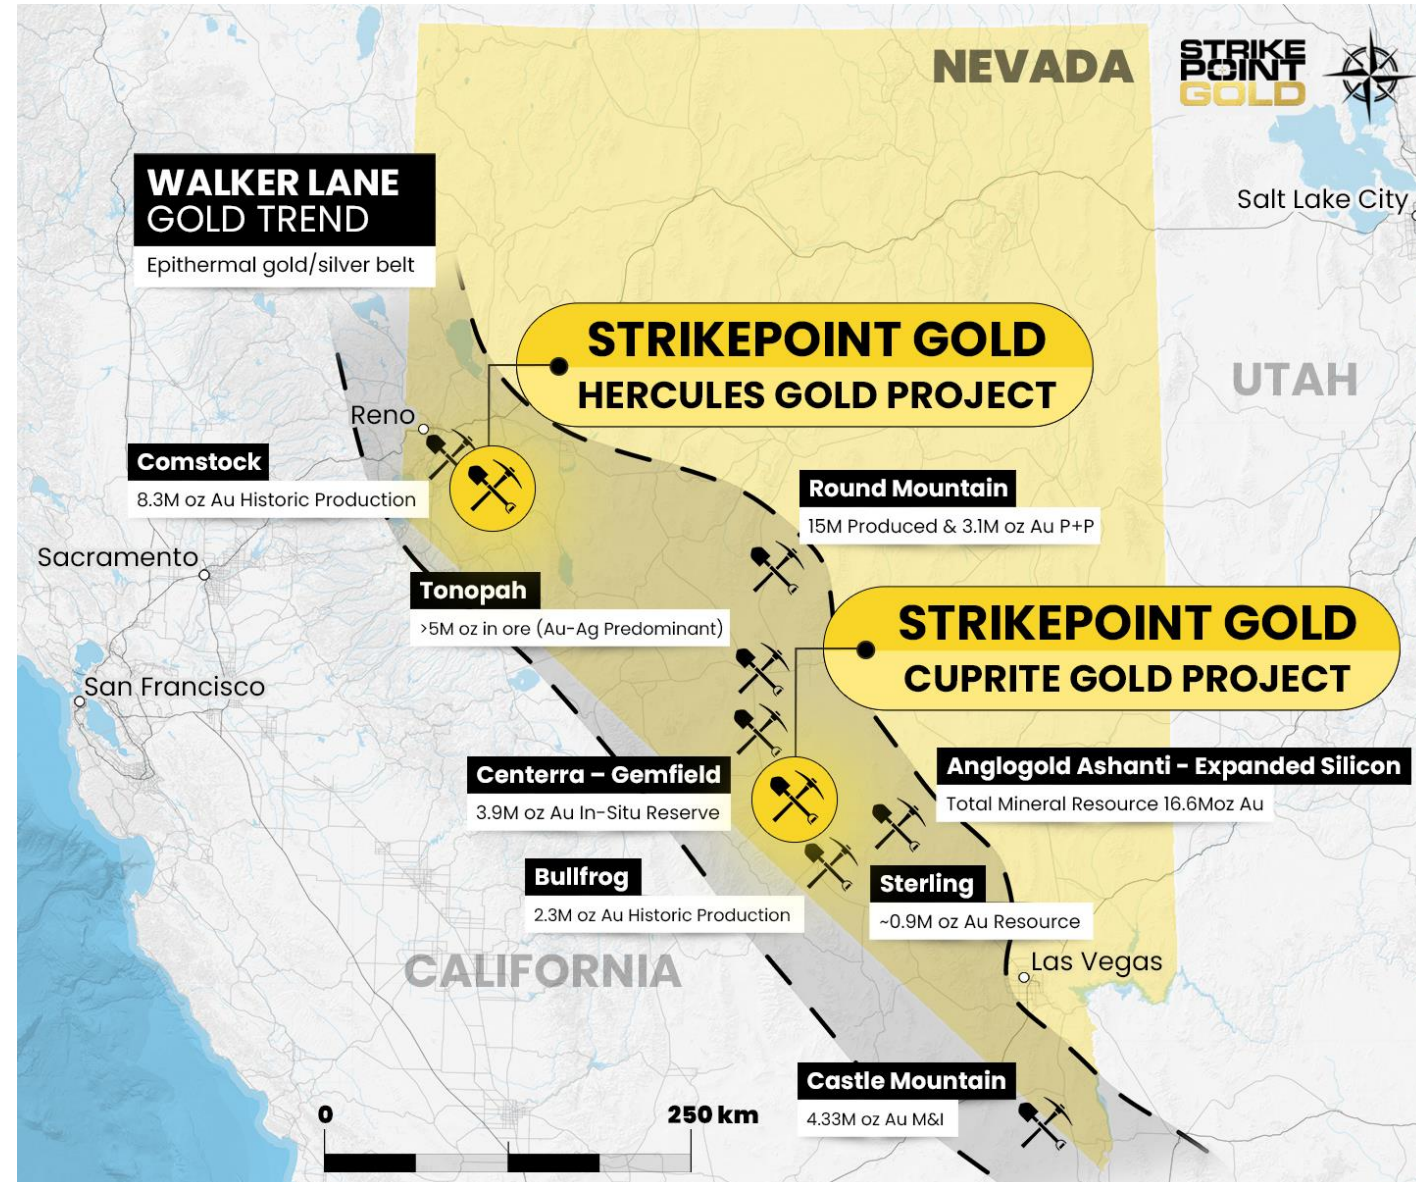 NEVADA
STRIKE
POINT
GOLD
Salt Lake City
WALKER LANE
GOLD TREND
Epithermal gold/silver belt
STRIKEPOINT GOLD
HERCULES GOLD PROJECT
UTAH
Reno
Comstock
8.3M oz Au Historic Production
Round Mountain
15M Produced & 3.1M oz Au P+P
Sacramento
Tonopah
>5M oz in ore (Au-Ag Predominant)
STRIKEPOINT GOLD
CUPRITE GOLD PROJECT
San Francisco
Centerra – Gemfield
3.9M oz Au In-Situ Reserve
Anglogold Ashanti - Expanded Silicon
Total Mineral Resource 16.6Moz Au
Bullfrog
2.3M oz Au Historic Production
Sterling
~0.9M oz Au Resource
CALIFORNIA
Las Vegas
Castle Mountain
4.33M oz Au M&I
0
250 km